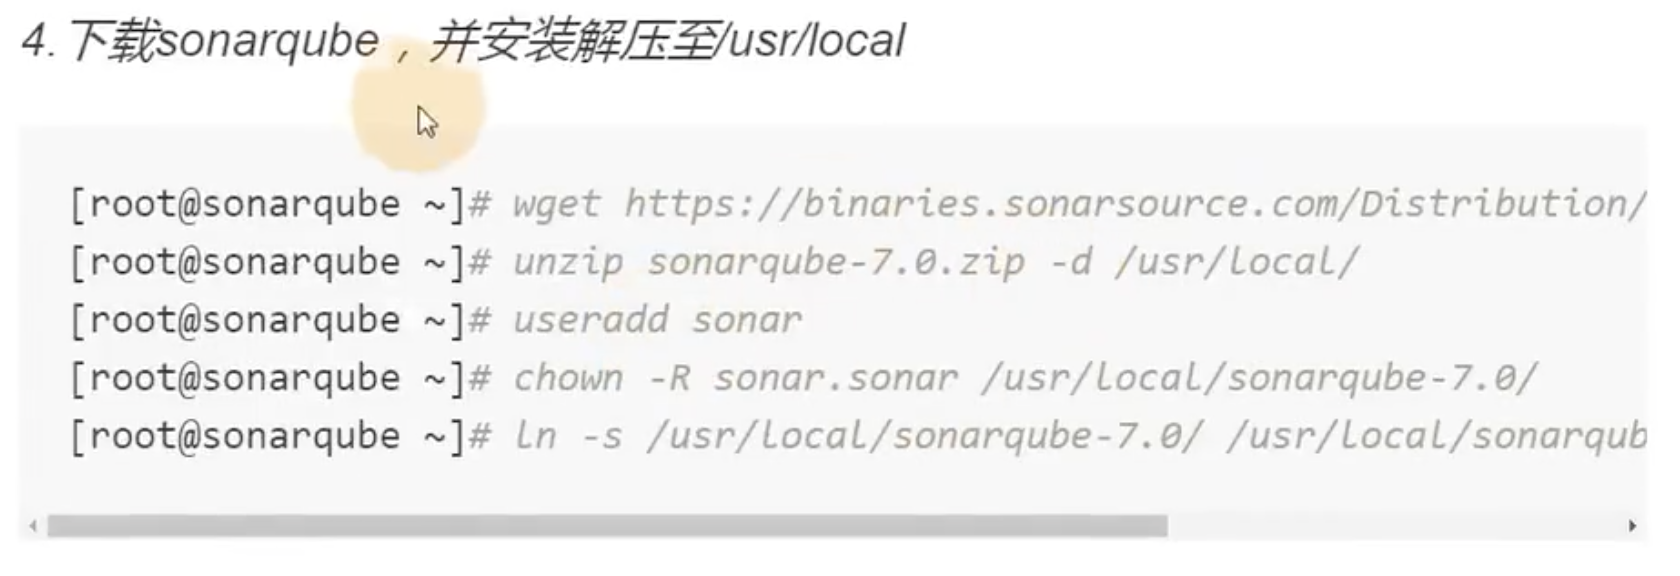 4. 下载sonarqube，并安装解压至/usr/local
[root@sonarqube ~]# wget https://binaries.sonarsource.com/Distribution/
[root@sonarqube ~]# unzip sonarqube-7.0.zip -d /usr/local/
[root@sonarqube ~]# useradd sonar
[root@sonarqube ~]# chown -R sonar.sonar /usr/local/sonarqube-7.0/
[root@sonarqube ~]# ln -s /usr/local/sonarqube-7.0/ /usr/local/sonarqub